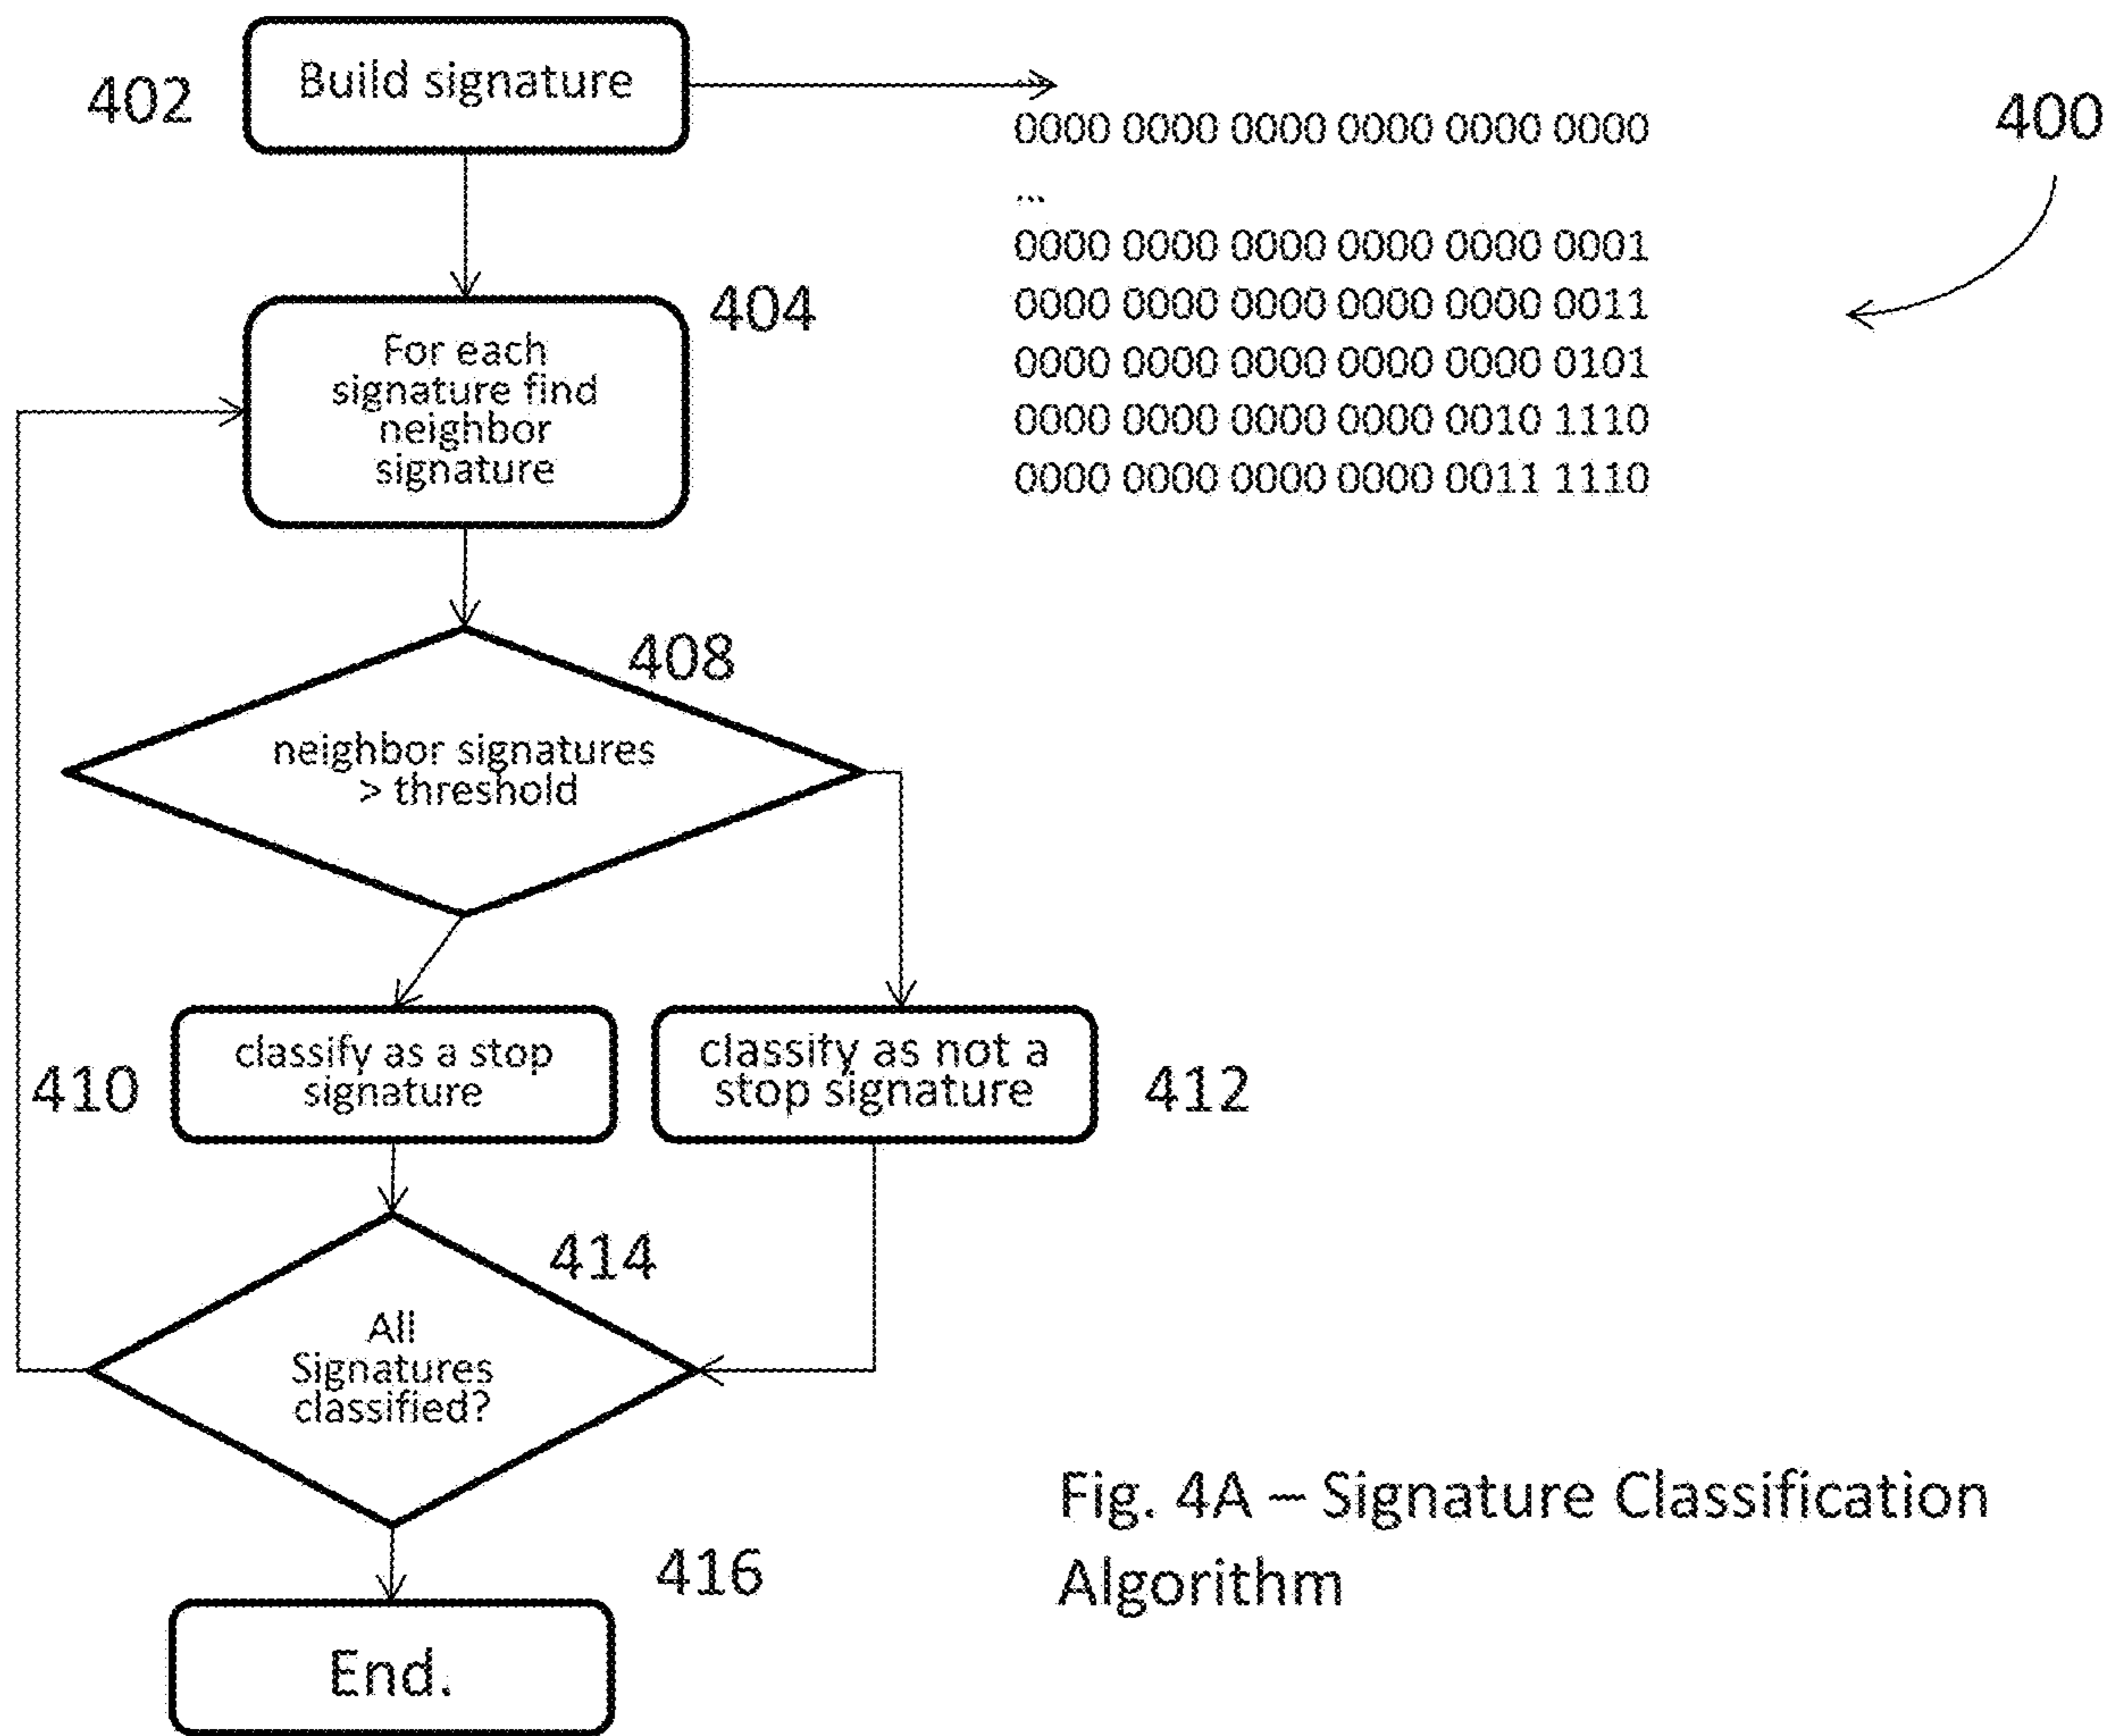 402
Build signature
0000 0000 0000 0000 0000 0000
...
0000 0000 0000 0000 0000 0001
0000 0000 0000 0000 0000 0011
0000 0000 0000 0000 0000 0101
0000 0000 0000 0000 0010 1110
0000 0000 0000 0000 0011 1110
400
404
For each
signature find
neighbor
signature
408
neighbor signatures
> threshold
410
classify as a stop
signature
classify as not a
stop signature
412
414
All
Signatures
classified?
416
End.
Fig. 4A – Signature Classification
Algorithm